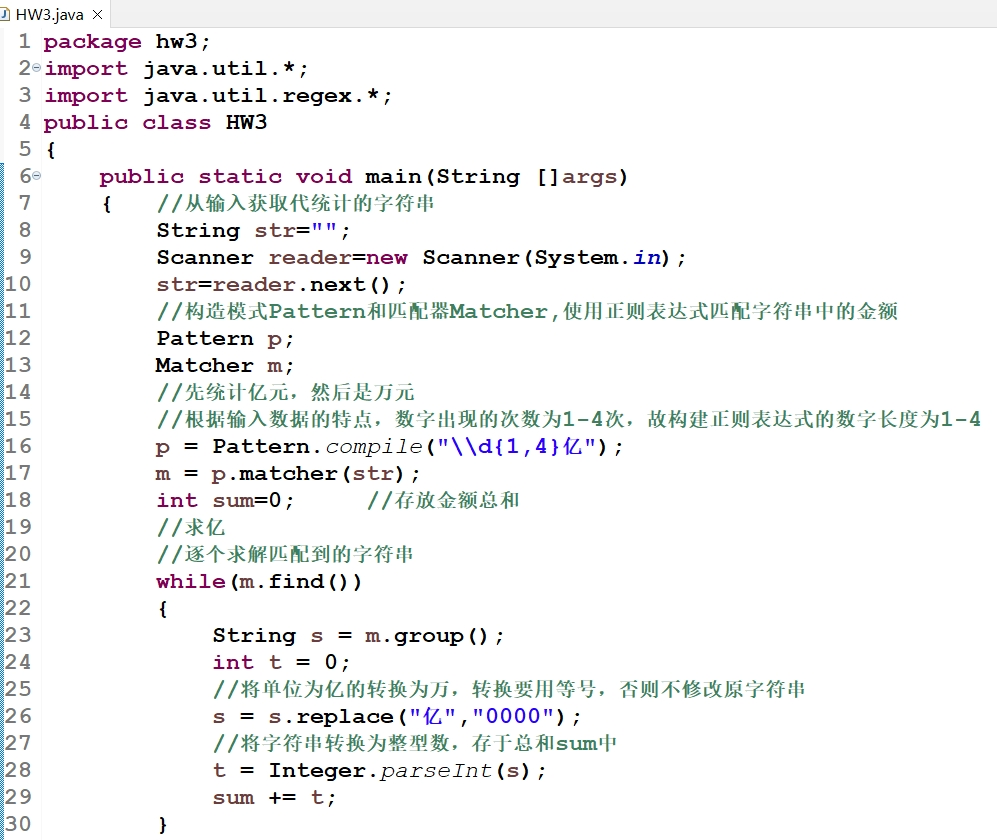 HW3.java
1 package hw3;
2 import java.util.*;
3 import java.util.regex.*;
4 public class HW3
5 {
6     public static void main(String []args)
7     {   //从输入获取代统计的字符串
8         String str="";
9         Scanner reader=new Scanner(System.in);
10         str=reader.next();
11         //构造模式Pattern和匹配器Matcher,使用正则表达式匹配字符串中的金额
12         Pattern p;
13         Matcher m;
14         //先统计亿元，然后是万元
15         //根据输入数据的特点，数字出现的次数为1-4次，故构建正则表达式的数字长度为1-4
16         p = Pattern.compile("\\d{1,4}亿");
17         m = p.matcher(str);
18         int sum=0;     //存放金额总和
19         //求亿
20         //逐个求解匹配到的字符串
21         while(m.find())
22         {
23             String s = m.group();
24             int t = 0;
25             //将单位为亿的转换为万，转换要用等号，否则不修改原字符串
26             s = s.replace("亿","0000");
27             //将字符串转换为整型数，存于总和sum中
28             t = Integer.parseInt(s);
29             sum += t;
30         }